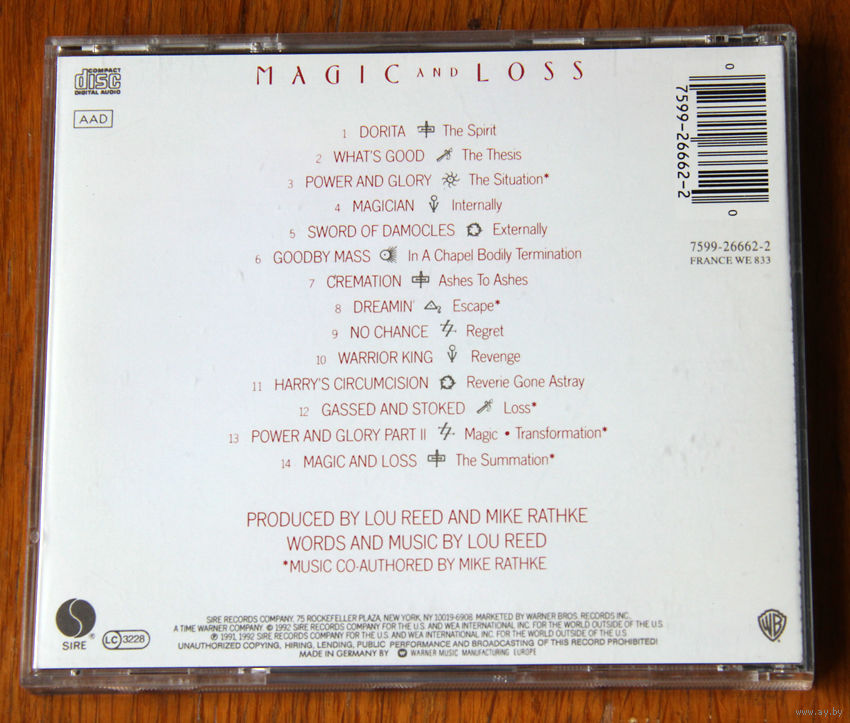 COMPACT
disc
DIGITAL AUDIO
MAGIC AND LOSS
AAD
1 DORITA The Spirit
2 WHAT'S GOOD The Thesis
3 POWER AND GLORY The Situation*
4 MAGICIAN Internally
5 SWORD OF DAMOCLES Externally
6 GOODBY MASS In A Chapel Bodily Termination
7 CREMATION Ashes To Ashes
8 DREAMIN' Escape*
9 NO CHANCE Regret
10 WARRIOR KING Revenge
11 HARRY'S CIRCUMCISION Reverie Gone Astray
12 GASSED AND STOKED Loss*
13 POWER AND GLORY PART II Magic • Transformation*
14 MAGIC AND LOSS The Summation*
0 7599-26662-2 0
7599-26662-2
FRANCE WE 833
PRODUCED BY LOU REED AND MIKE RATHKE
WORDS AND MUSIC BY LOU REED
*MUSIC CO-AUTHORED BY MIKE RATHKE
SIRE®
LC 3228
SIRE RECORDS COMPANY, 75 ROCKEFELLER PLAZA, NEW YORK, NY 10019-6908. MARKETED BY WARNER BROS. RECORDS INC.,
A TIME WARNER COMPANY. © 1992 SIRE RECORDS COMPANY FOR THE U.S. AND WEA INTERNATIONAL INC. FOR THE WORLD OUTSIDE OF THE U.S.
℗ 1991, 1992 SIRE RECORDS COMPANY FOR THE U.S. AND WEA INTERNATIONAL INC. FOR THE WORLD OUTSIDE OF THE U.S.
UNAUTHORIZED COPYING, HIRING, LENDING, PUBLIC PERFORMANCE AND BROADCASTING OF THIS RECORD PROHIBITED!
MADE IN GERMANY BY WARNER MUSIC MANUFACTURING EUROPE
WB
www.ay.by